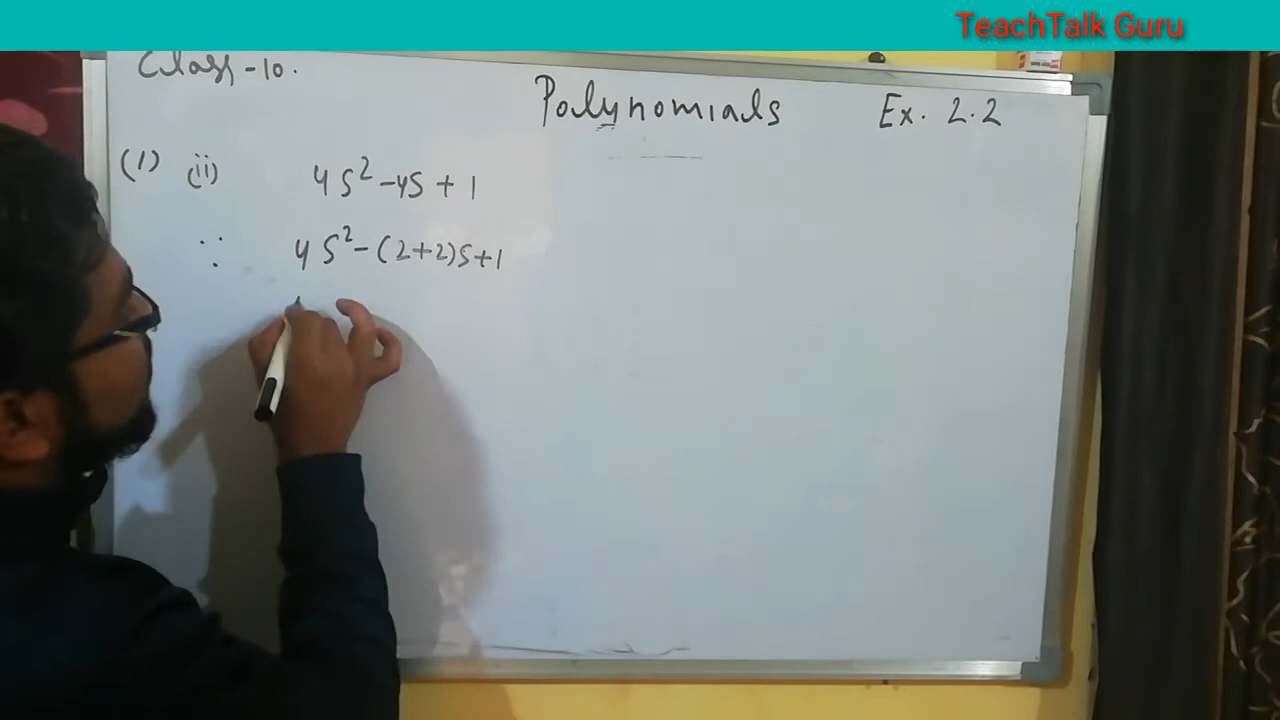 TeachTalk Guru
Class-10.
Polynomials Ex. 2.2
(1) (ii) 4s² - 4s + 1
∵ 4s² - (2+2)s + 1